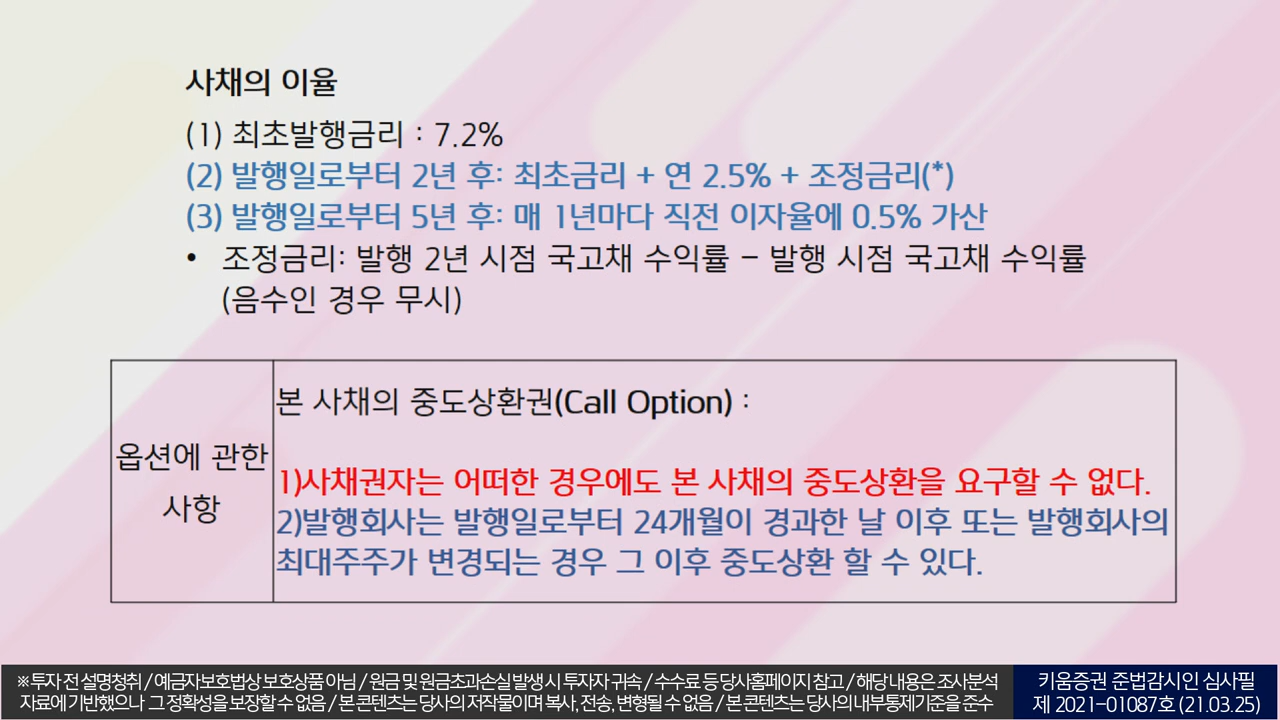 사채의 이율
(1) 최초발행금리 : 7.2%
(2) 발행일로부터 2년 후: 최초금리 + 연 2.5% + 조정금리(*)
(3) 발행일로부터 5년 후: 매 1년마다 직전 이자율에 0.5% 가산
• 조정금리: 발행 2년 시점 국고채 수익률 – 발행 시점 국고채 수익률
(음수인 경우 무시)
옵션에 관한
사항
본 사채의 중도상환권(Call Option) :
1)사채권자는 어떠한 경우에도 본 사채의 중도상환을 요구할 수 없다.
2)발행회사는 발행일로부터 24개월이 경과한 날 이후 또는 발행회사의
최대주주가 변경되는 경우 그 이후 중도상환 할 수 있다.
※투자 전 설명청취 / 예금자보호법상 보호상품 아님 / 원금 및 원금초과손실 발생 시 투자자 귀속 / 수수료 등 당사홈페이지 참고 / 해당 내용은 조사분석
자료에 기반했으나 그 정확성을 보장할 수 없음 / 본 콘텐츠는 당사의 저작물이며 복사, 전송, 변형될 수 없음 / 본 콘텐츠는 당사의 내부통제기준을 준수
키움증권 준법감시인 심사필
제 2021-01087호 (21.03.25)